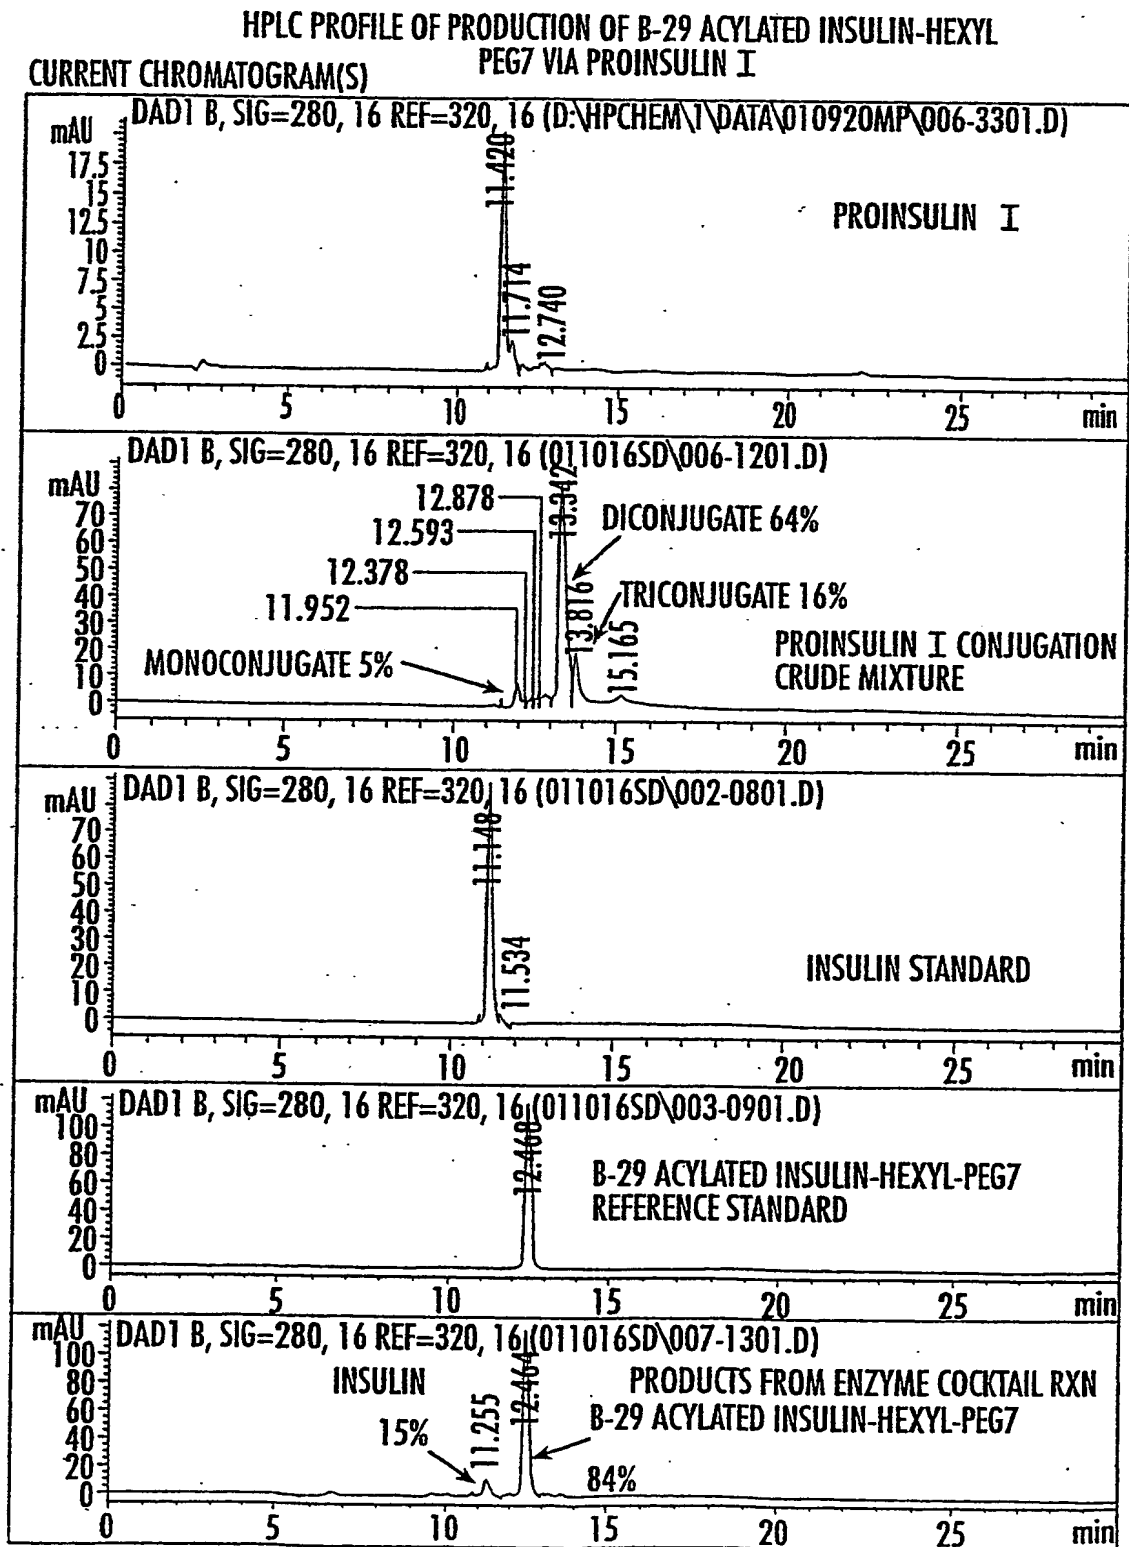 HPLC PROFILE OF PRODUCTION OF B-29 ACYLATED INSULIN-HEXYL
PEG7 VIA PROINSULIN I
CURRENT CHROMATOGRAM(S)
DAD1 B, SIG=280, 16 REF=320, 16 (D:\HPCHEM\1\DATA\010920MP\006-3301.D)
mAU
17.5
15
12.5
10
7.5
5
2.5
0
11.420
11.714
12.740
PROINSULIN I
0 5 10 15 20 25 min
DAD1 B, SIG=280, 16 REF=320, 16 (011016SD\006-1201.D)
mAU
70
60
50
40
30
20
10
0
12.878
12.593
12.378
11.952
MONOCONJUGATE 5%
13.342
DICONJUGATE 64%
13.816
TRICONJUGATE 16%
15.165
PROINSULIN I CONJUGATION
CRUDE MIXTURE
0 5 10 15 20 25 min
DAD1 B, SIG=280, 16 REF=320, 16 (011016SD\002-0801.D)
mAU
70
60
50
40
30
20
10
0
11.148
11.534
INSULIN STANDARD
0 5 10 15 20 25 min
DAD1 B, SIG=280, 16 REF=320, 16 (011016SD\003-0901.D)
mAU
100
80
60
40
20
0
12.468
B-29 ACYLATED INSULIN-HEXYL-PEG7
REFERENCE STANDARD
0 5 10 15 20 25 min
DAD1 B, SIG=280, 16 REF=320, 16 (011016SD\007-1301.D)
mAU
100
80
60
40
20
0
INSULIN
15%
11.255
12.464
PRODUCTS FROM ENZYME COCKTAIL RXN
B-29 ACYLATED INSULIN-HEXYL-PEG7
84%
0 5 10 15 20 25 min